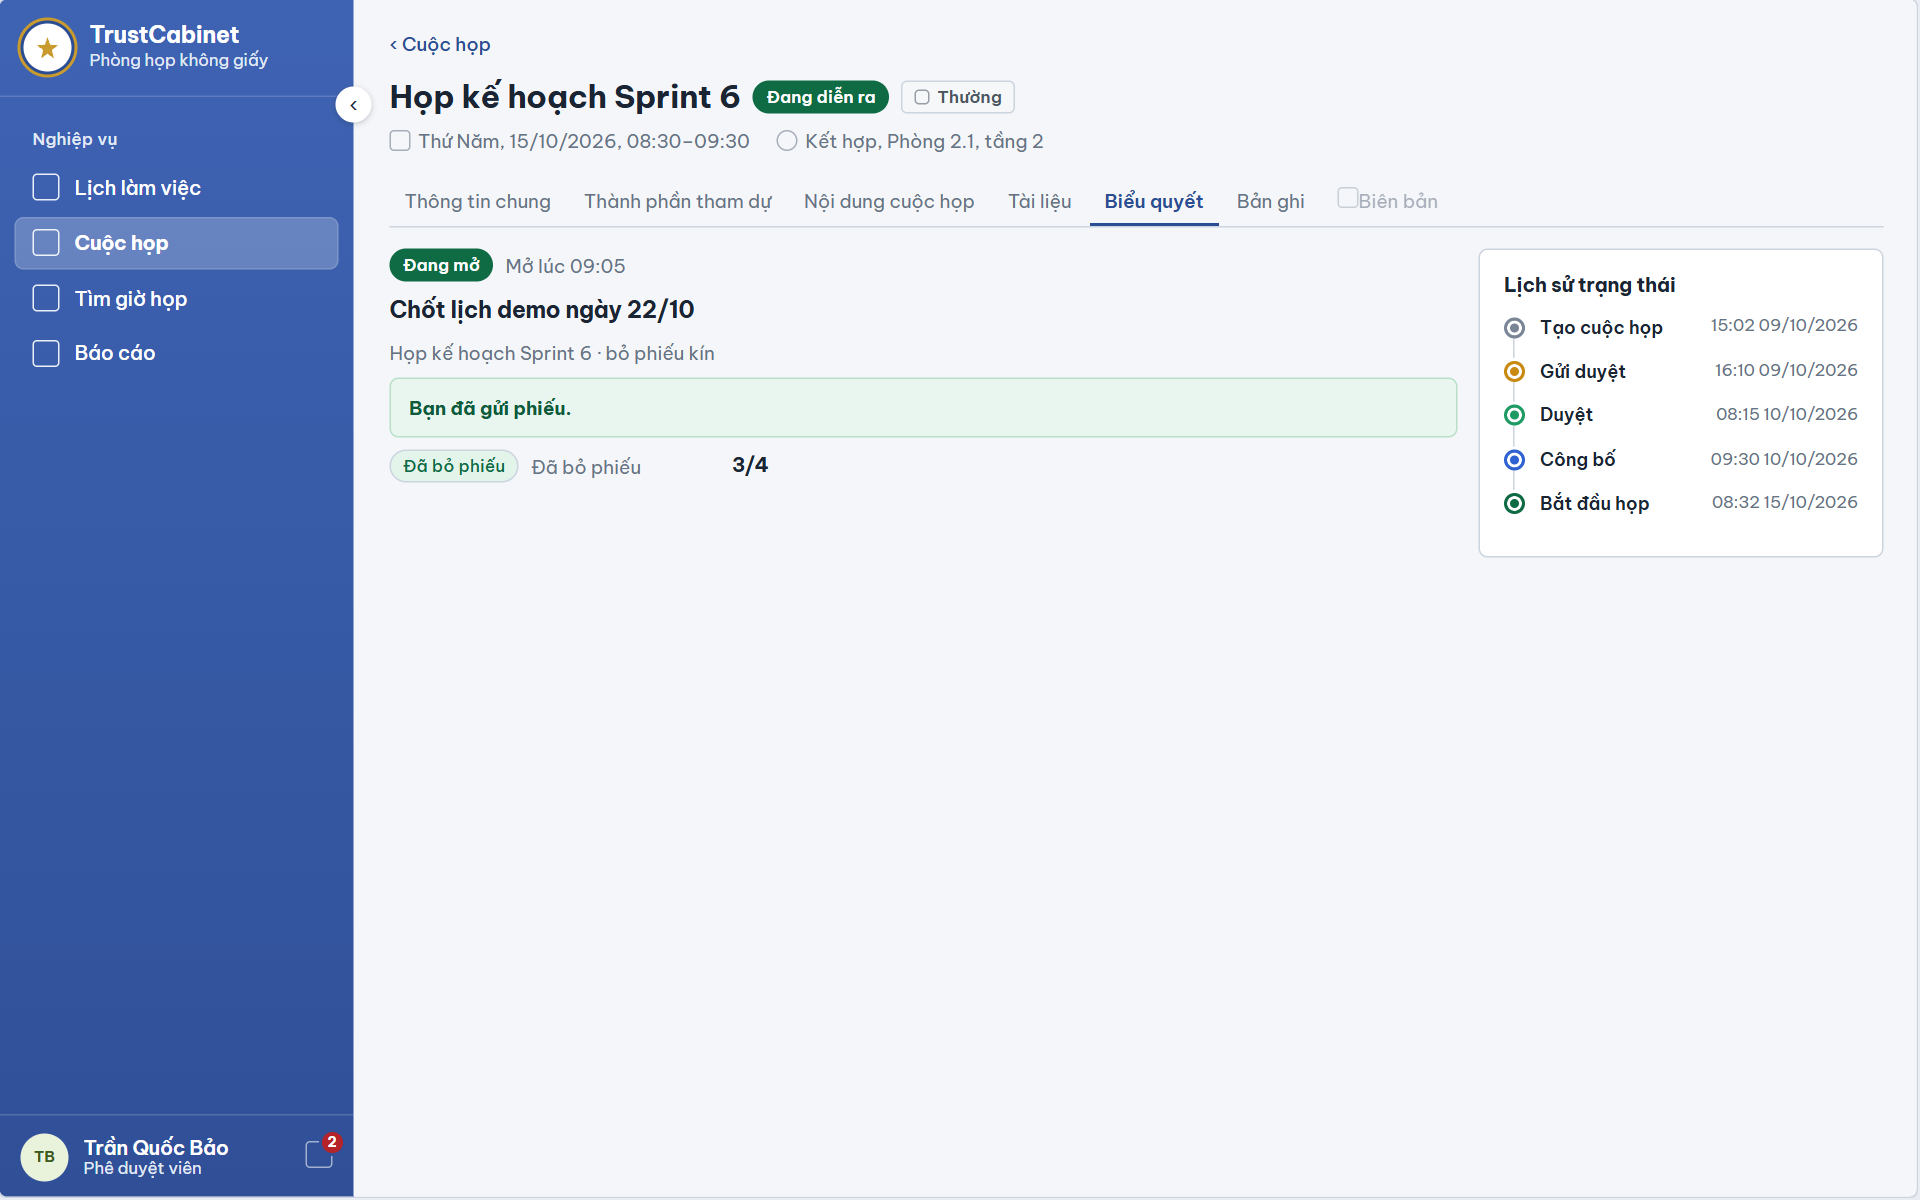 TrustCabinet
Phòng họp không giấy
Nghiệp vụ
Lịch làm việc
Cuộc họp
Tìm giờ họp
Báo cáo
TB
Trần Quốc Bảo
Phê duyệt viên
2
‹ Cuộc họp
Họp kế hoạch Sprint 6 Đang diễn ra Thường
Thứ Năm, 15/10/2026, 08:30–09:30 Kết hợp, Phòng 2.1, tầng 2
Thông tin chung Thành phần tham dự Nội dung cuộc họp Tài liệu Biểu quyết Bản ghi Biên bản
Đang mở Mở lúc 09:05
Chốt lịch demo ngày 22/10
Họp kế hoạch Sprint 6 · bỏ phiếu kín
Bạn đã gửi phiếu.
Đã bỏ phiếu Đã bỏ phiếu 3/4
Lịch sử trạng thái
Tạo cuộc họp 15:02 09/10/2026
Gửi duyệt 16:10 09/10/2026
Duyệt 08:15 10/10/2026
Công bố 09:30 10/10/2026
Bắt đầu họp 08:32 15/10/2026